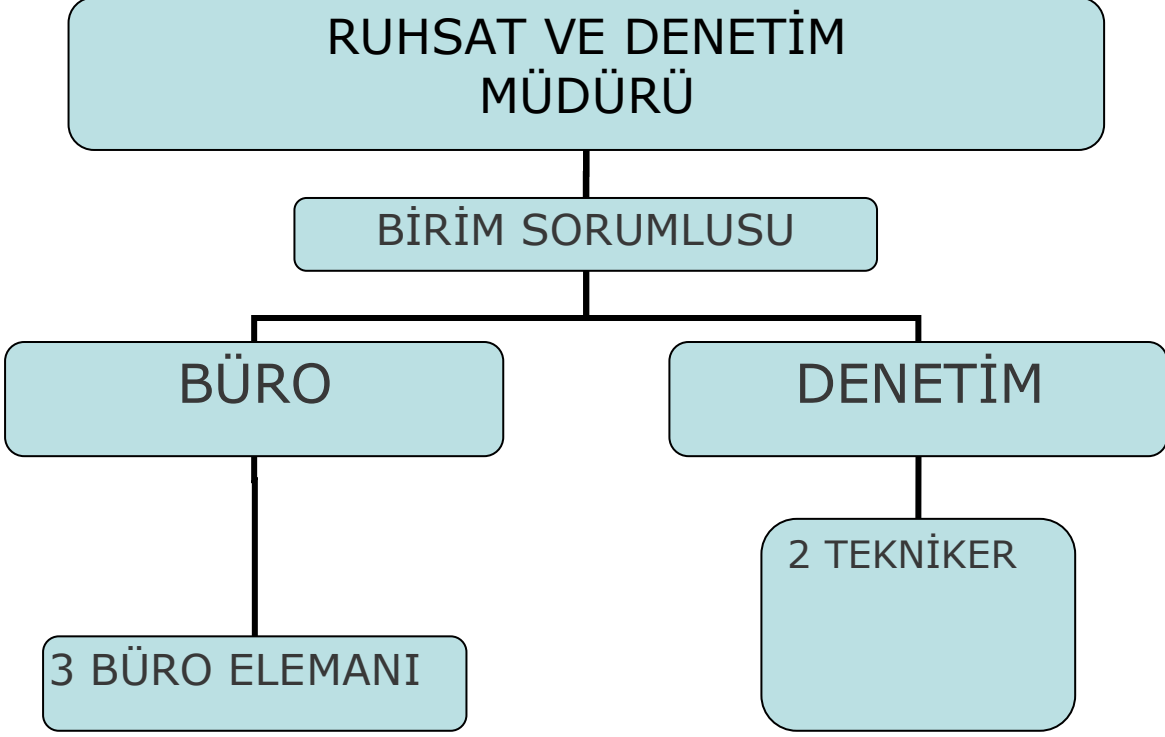 RUHSAT VE DENETİM
MÜDÜRÜ
BİRİM SORUMLUSU
BÜRO
DENETİM
2 TEKNİKER
3 BÜRO ELEMANI